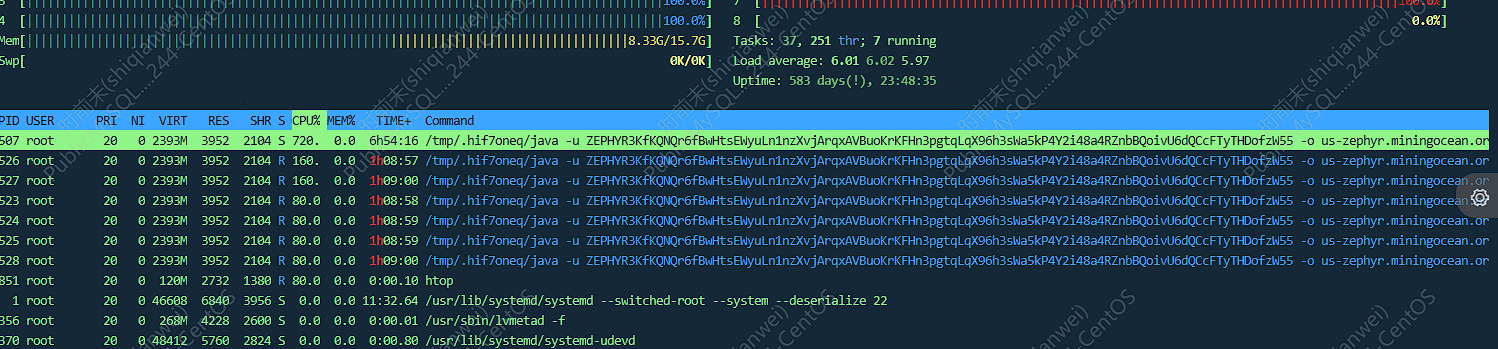 3 [ 100.0%] 7 [ 100.0%]
4 [ 100.0%] 8 [ 0.0%]
Mem[ 8.33G/15.7G] Tasks: 37, 251 thr; 7 running
Swp[ 0K/0K] Load average: 6.01 6.02 5.97
Uptime: 583 days(!), 23:48:35
PID USER PRI NI VIRT RES SHR S CPU% MEM% TIME+ Command
507 root 20 0 2393M 3952 2104 S 720. 0.0 6h54:16 /tmp/.hif7oneq/java -u ZEPHYR3KfKQNQr6fBwHtsEWyuLn1nzXvjArqxAVBuoKrKFHn3pgtqLqX96h3sWa5kP4Y2i48a4RZnbBQoivU6dQCcFTyTHDofzW55 -o us-zephyr.miningocean.or
526 root 20 0 2393M 3952 2104 R 160. 0.0 1h08:57 /tmp/.hif7oneq/java -u ZEPHYR3KfKQNQr6fBwHtsEWyuLn1nzXvjArqxAVBuoKrKFHn3pgtqLqX96h3sWa5kP4Y2i48a4RZnbBQoivU6dQCcFTyTHDofzW55 -o us-zephyr.miningocean.or
527 root 20 0 2393M 3952 2104 R 160. 0.0 1h09:00 /tmp/.hif7oneq/java -u ZEPHYR3KfKQNQr6fBwHtsEWyuLn1nzXvjArqxAVBuoKrKFHn3pgtqLqX96h3sWa5kP4Y2i48a4RZnbBQoivU6dQCcFTyTHDofzW55 -o us-zephyr.miningocean.or
523 root 20 0 2393M 3952 2104 R 80.0 0.0 1h08:58 /tmp/.hif7oneq/java -u ZEPHYR3KfKQNQr6fBwHtsEWyuLn1nzXvjArqxAVBuoKrKFHn3pgtqLqX96h3sWa5kP4Y2i48a4RZnbBQoivU6dQCcFTyTHDofzW55 -o us-zephyr.miningocean.or
524 root 20 0 2393M 3952 2104 R 80.0 0.0 1h08:59 /tmp/.hif7oneq/java -u ZEPHYR3KfKQNQr6fBwHtsEWyuLn1nzXvjArqxAVBuoKrKFHn3pgtqLqX96h3sWa5kP4Y2i48a4RZnbBQoivU6dQCcFTyTHDofzW55 -o us-zephyr.miningocean.or
525 root 20 0 2393M 3952 2104 R 80.0 0.0 1h08:59 /tmp/.hif7oneq/java -u ZEPHYR3KfKQNQr6fBwHtsEWyuLn1nzXvjArqxAVBuoKrKFHn3pgtqLqX96h3sWa5kP4Y2i48a4RZnbBQoivU6dQCcFTyTHDofzW55 -o us-zephyr.miningocean.or
528 root 20 0 2393M 3952 2104 R 80.0 0.0 1h09:00 /tmp/.hif7oneq/java -u ZEPHYR3KfKQNQr6fBwHtsEWyuLn1nzXvjArqxAVBuoKrKFHn3pgtqLqX96h3sWa5kP4Y2i48a4RZnbBQoivU6dQCcFTyTHDofzW55 -o us-zephyr.miningocean.or
851 root 20 0 120M 2732 1380 R 0.0 0.0 0:00.10 htop
1 root 20 0 46608 6840 3956 S 0.0 0.0 11:32.64 /usr/lib/systemd/systemd --switched-root --system --deserialize 22
356 root 20 0 268M 4228 2600 S 0.0 0.0 0:00.01 /usr/sbin/lvmetad -f
370 root 20 0 48412 5760 2824 S 0.0 0.0 0:00.80 /usr/lib/systemd/systemd-udevd